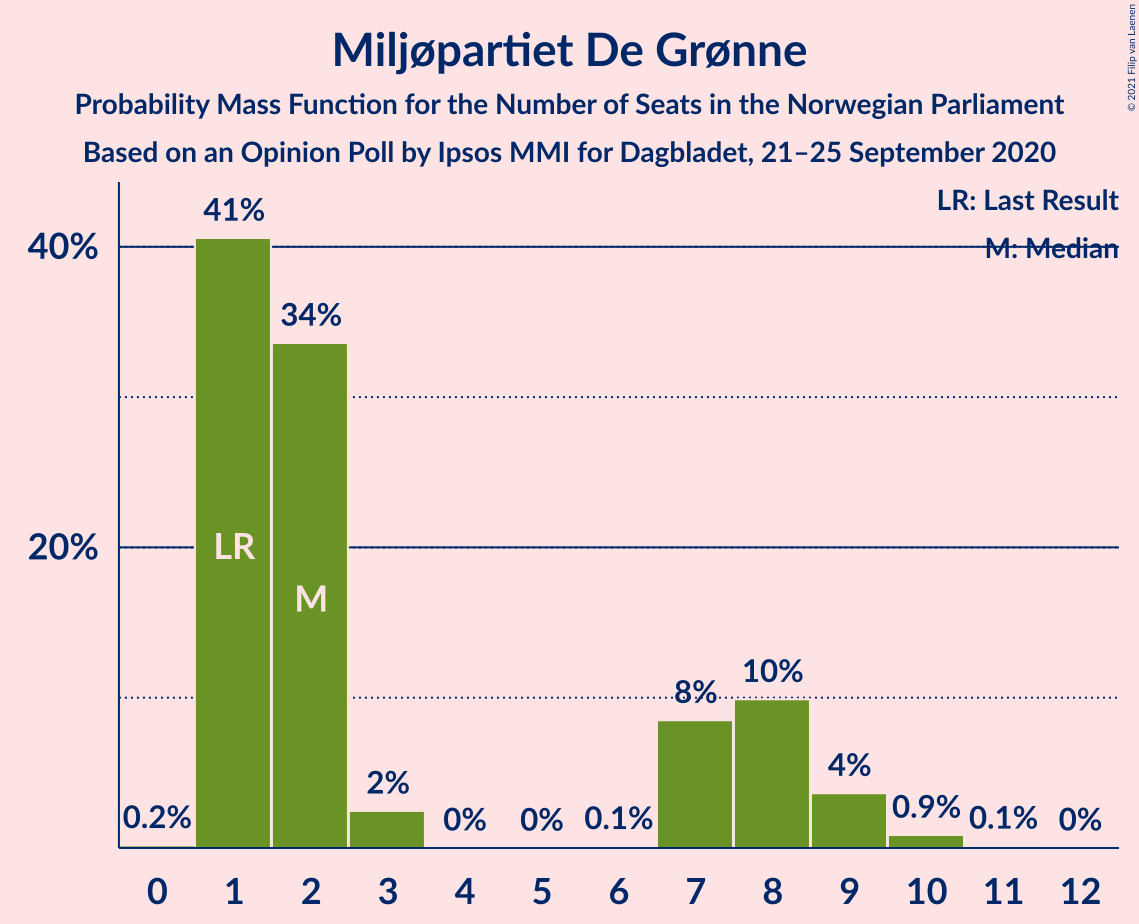 Miljøpartiet De Grønne
Probability Mass Function for the Number of Seats in the Norwegian Parliament
Based on an Opinion Poll by Ipsos MMI for Dagbladet, 21–25 September 2020
© 2021 Filip van Laenen
LR: Last Result
M: Median
40%
20%
41%
34%
LR
M
0.2%
2%
0%
0%
0.1%
8%
10%
4%
0.9%
0.1%
0%
0 1 2 3 4 5 6 7 8 9 10 11 12